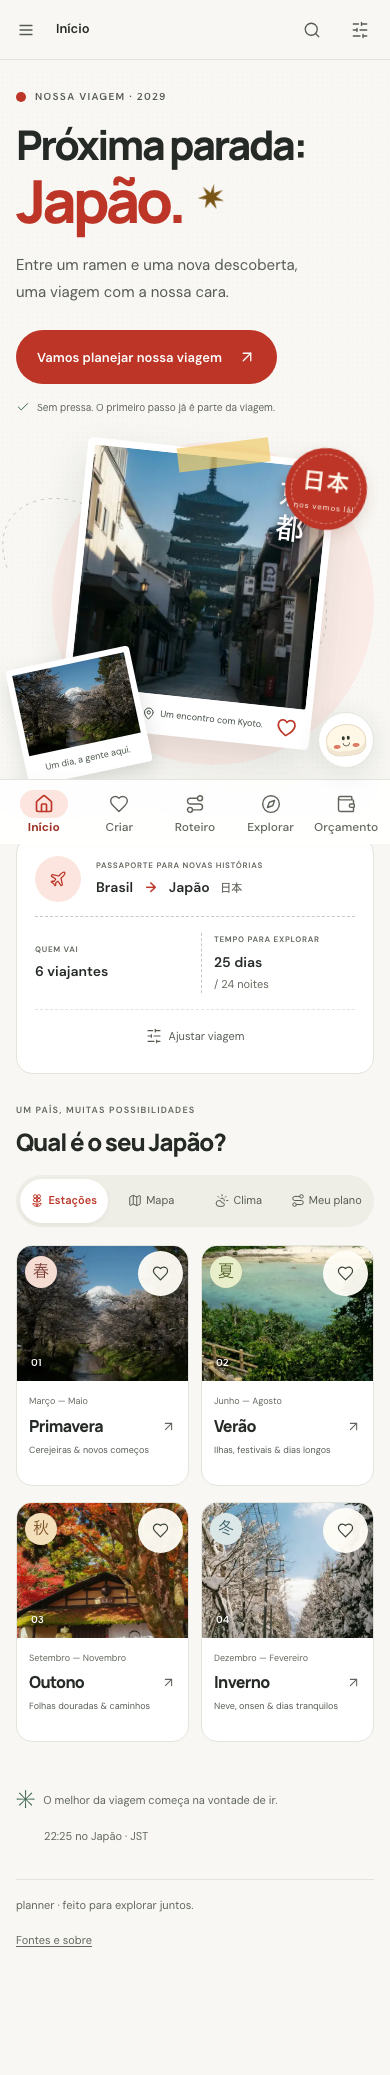 Início
NOSSA VIAGEM · 2029
Próxima parada:
Japão.
Entre um ramen e uma nova descoberta,
uma viagem com a nossa cara.
Vamos planejar nossa viagem
Sem pressa. O primeiro passo já é parte da viagem.
日本
nos vemos lá!
都
Um encontro com Kyoto.
Um dia, a gente aqui.
Início
Criar
Roteiro
Explorar
Orçamento
PASSAPORTE PARA NOVAS HISTÓRIAS
Brasil → Japão 日本
QUEM VAI
6 viajantes
TEMPO PARA EXPLORAR
25 dias
/ 24 noites
Ajustar viagem
UM PAÍS, MUITAS POSSIBILIDADES
Qual é o seu Japão?
Estações
Mapa
Clima
Meu plano
春
01
Março — Maio
Primavera
Cerejeiras & novos começos
夏
02
Junho — Agosto
Verão
Ilhas, festivais & dias longos
秋
03
Setembro — Novembro
Outono
Folhas douradas & caminhos
冬
04
Dezembro — Fevereiro
Inverno
Neve, onsen & dias tranquilos
O melhor da viagem começa na vontade de ir.
22:25 no Japão · JST
planner · feito para explorar juntos.
Fontes e sobre